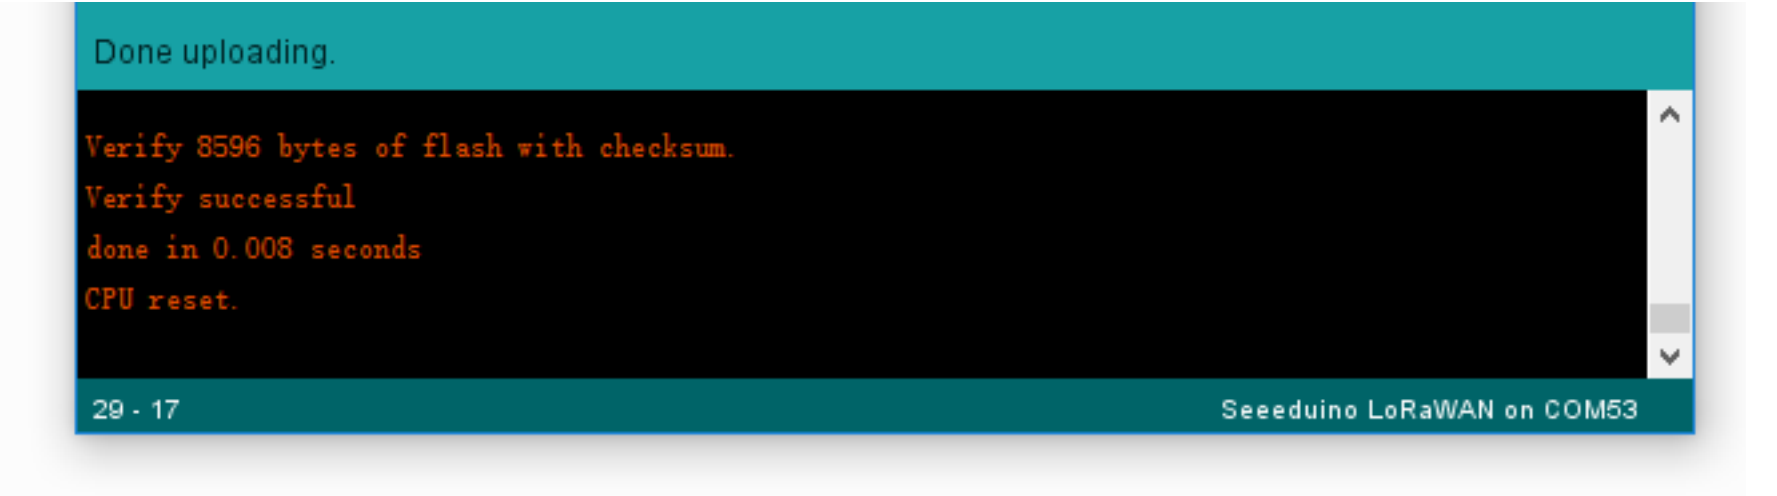 Done uploading.
Verify 8596 bytes of flash with checksum.
Verify successful
done in 0.008 seconds
CPU reset.
29 - 17
Seeeduino LoRaWAN on COM53